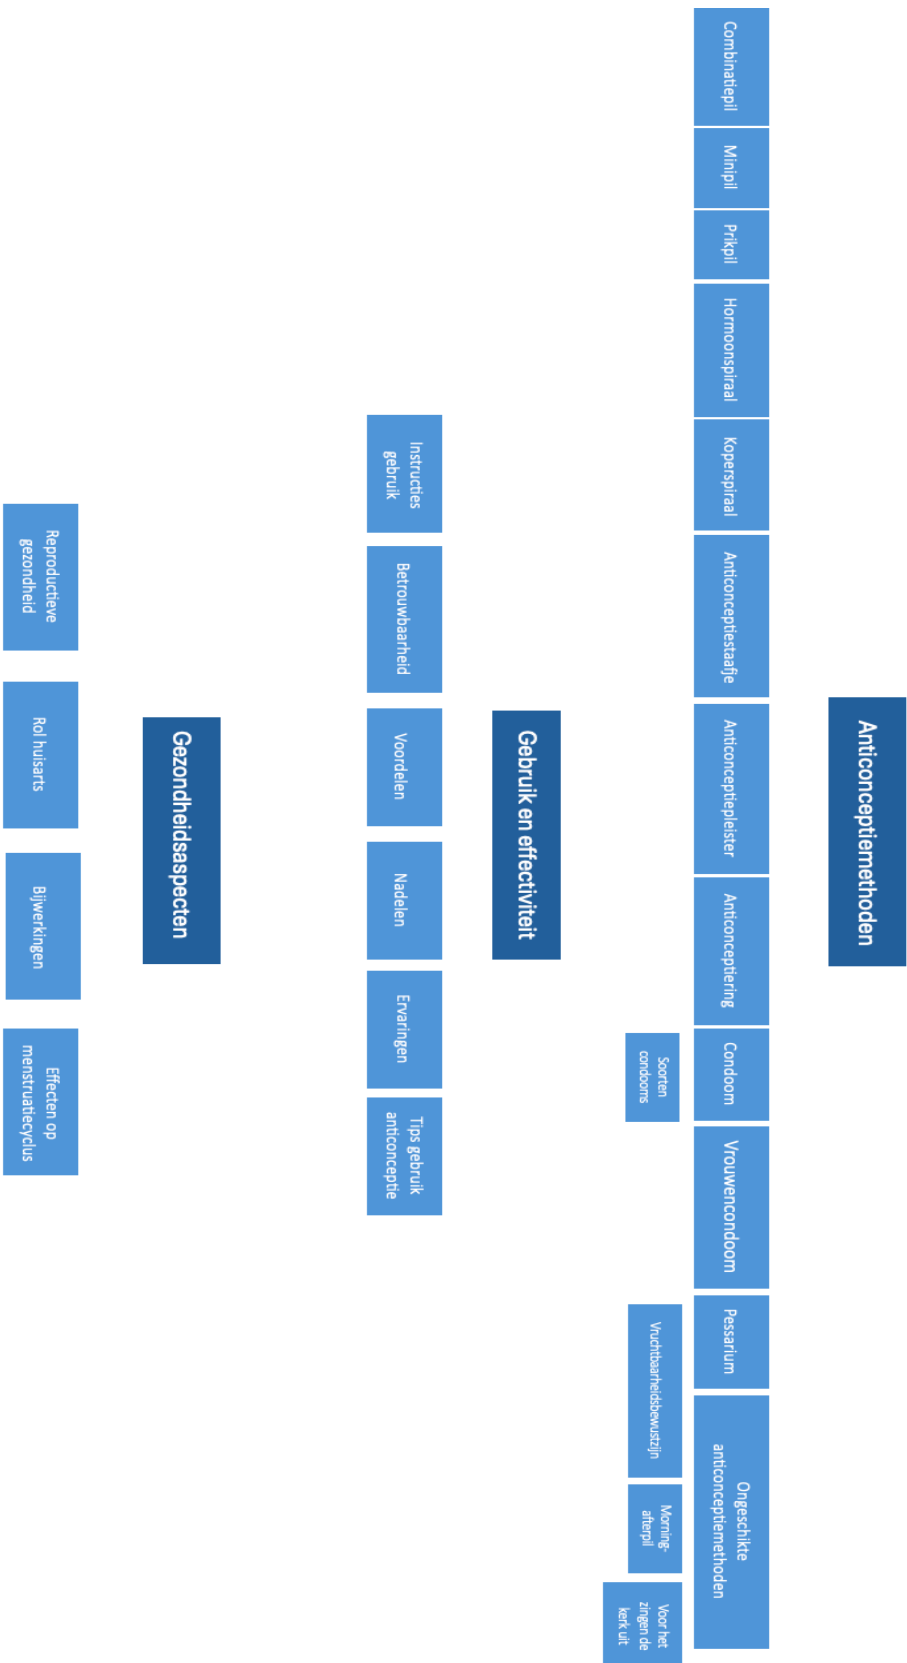 Anticonceptiemethoden
Combinatiepil
Minipil
Prikpil
Hormoonspiraal
Koperspiraal
Anticonceptiestaafje
Anticonceptiepleister
Anticonceptiering
Condoom
Vrouwencondoom
Pessarium
Ongeschikte
anticonceptiemethoden
Soorten
condooms
Vruchtbaarheidsbewustzijn
Morning-
afterpil
Voor het
zingen de
kerk uit
Gebruik en effectiviteit
Instructies
gebruik
Betrouwbaarheid
Voordelen
Nadelen
Ervaringen
Tips gebruik
anticonceptie
Gezondheidsaspecten
Reproductieve
gezondheid
Rol huisarts
Bijwerkingen
Effecten op
menstruatiecyclus